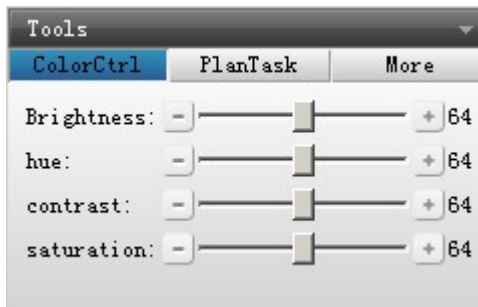 Tools
ColorCtrl PlanTask More
Brightness: - + 64
hue: - + 64
contrast: - + 64
saturation: - + 64